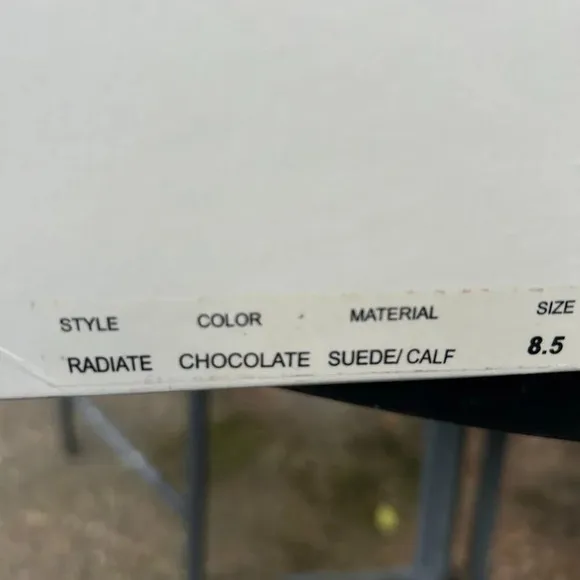 STYLE COLOR MATERIAL SIZE
RADIATE CHOCOLATE SUEDE/ CALF 8.5